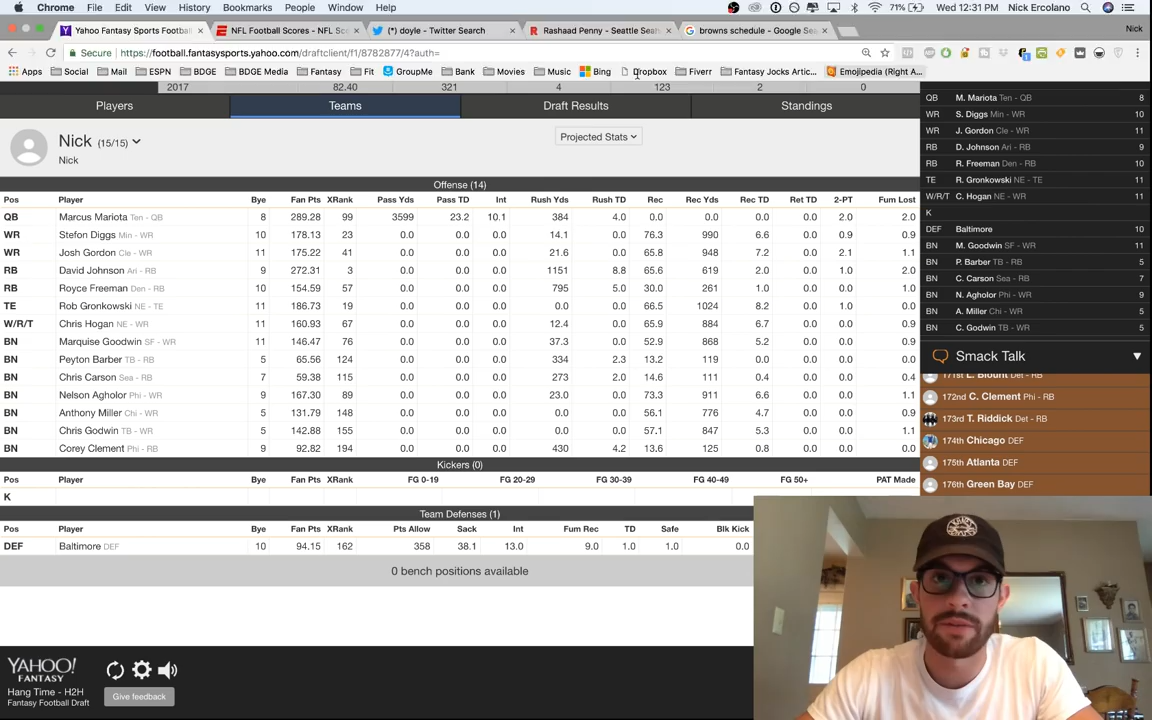 Chrome File Edit View History Bookmarks People Window Help 71% Wed 12:31 PM Nick Ercolano
Yahoo Fantasy Sports Football NFL Football Scores - NFL Sco (*) doyle - Twitter Search Rashaad Penny - Seattle Seah browns schedule - Google Sea Nick
Secure https://football.fantasysports.yahoo.com/draftclient/f1/8782877/4?auth=
Apps Social Mail ESPN BDGE BDGE Media Fantasy Fit GroupMe Bank Movies Music Bing Dropbox Fiverr Fantasy Jocks Artic... Emojipedia (Right A...
2017 82.40 321 4 123 2 0
Players Teams Draft Results Standings
Nick (15/15)
Nick
Projected Stats
Offense (14)
Pos Player Bye Fan Pts XRank Pass Yds Pass TD Int Rush Yds Rush TD Rec Rec Yds Rec TD Ret TD 2-PT Fum Lost
QB Marcus Mariota Ten - QB 8 289.28 99 3599 23.2 10.1 384 4.0 0.0 0.0 0.0 0.0 2.0 2.0
WR Stefon Diggs Min - WR 10 178.13 23 0.0 0.0 0.0 14.1 0.0 76.3 990 6.6 0.0 0.9 0.9
WR Josh Gordon Cle - WR 11 175.22 41 0.0 0.0 0.0 21.6 0.0 65.8 948 7.2 0.0 2.1 1.1
RB David Johnson Ari - RB 9 272.31 3 0.0 0.0 0.0 1151 8.8 65.6 619 2.0 0.0 1.0 2.0
RB Royce Freeman Den - RB 10 154.59 57 0.0 0.0 0.0 795 5.0 30.0 261 1.0 0.0 0.0 1.0
TE Rob Gronkowski NE - TE 11 186.73 19 0.0 0.0 0.0 0.0 0.0 66.5 1024 8.2 0.0 1.0 0.0
W/R/T Chris Hogan NE - WR 11 160.93 67 0.0 0.0 0.0 12.4 0.0 65.9 884 6.7 0.0 0.0 0.9
BN Marquise Goodwin SF - WR 11 146.47 76 0.0 0.0 0.0 37.3 0.0 52.9 868 5.2 0.0 0.0 0.9
BN Peyton Barber TB - RB 5 65.56 124 0.0 0.0 0.0 334 2.3 13.2 119 0.0 0.0 0.0 0.0
BN Chris Carson Sea - RB 7 59.38 115 0.0 0.0 0.0 273 2.0 14.6 111 0.4 0.0 0.0 0.4
BN Nelson Agholor Phi - WR 9 167.30 89 0.0 0.0 0.0 23.0 0.0 73.3 911 6.6 0.0 0.0 1.1
BN Anthony Miller Chi - WR 5 131.79 148 0.0 0.0 0.0 0.0 0.0 56.1 776 4.7 0.0 0.0 0.9
BN Chris Godwin TB - WR 5 142.88 155 0.0 0.0 0.0 0.0 0.0 57.1 847 5.3 0.0 0.0 1.1
BN Corey Clement Phi - RB 9 92.82 194 0.0 0.0 0.0 430 4.2 13.6 125 0.8 0.0 0.0 0.0
Kickers (0)
Pos Player Bye Fan Pts XRank FG 0-19 FG 20-29 FG 30-39 FG 40-49 FG 50+ PAT Made
K
Team Defenses (1)
Pos Player Bye Fan Pts XRank Pts Allow Sack Int Fum Rec TD Safe Blk Kick
DEF Baltimore DEF 10 94.15 162 358 38.1 13.0 9.0 1.0 1.0 0.0
0 bench positions available
YAHOO!
FANTASY
Hang Time - H2H
Fantasy Football Draft
Give feedback
QB M. Mariota Ten - QB 8
WR S. Diggs Min - WR 10
WR J. Gordon Cle - WR 11
RB D. Johnson Ari - RB 9
RB R. Freeman Den - RB 10
TE R. Gronkowski NE - TE 11
W/R/T C. Hogan NE - WR 11
K
DEF Baltimore 10
BN M. Goodwin SF - WR 11
BN P. Barber TB - RB 5
BN C. Carson Sea - RB 7
BN N. Agholor Phi - WR 9
BN A. Miller Chi - WR 5
BN C. Godwin TB - WR 5
Smack Talk
171st L. Blount Det - RB
172nd C. Clement Phi - RB
173rd T. Riddick Det - RB
174th Chicago DEF
175th Atlanta DEF
176th Green Bay DEF